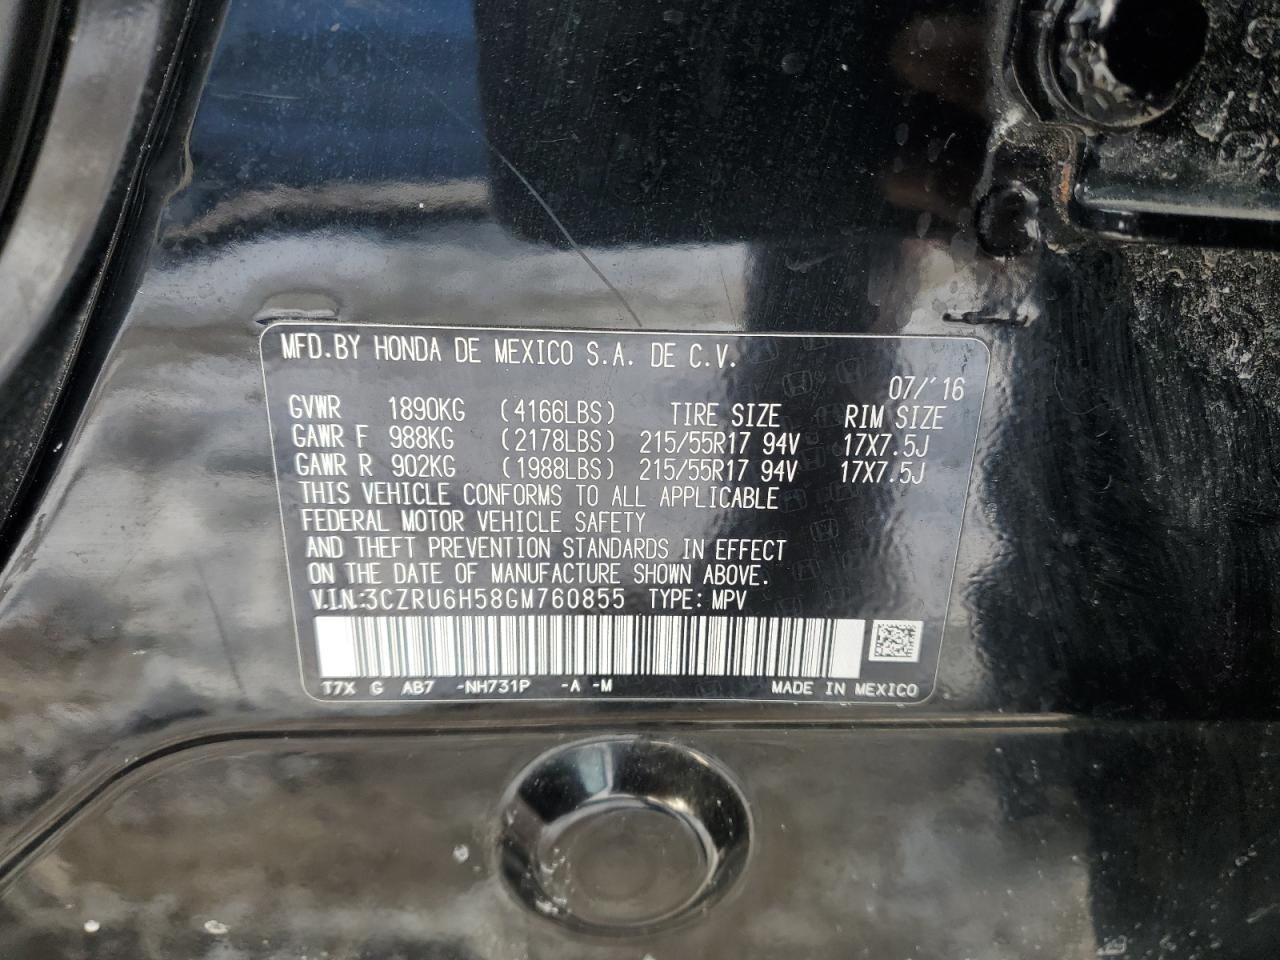 MFD.BY HONDA DE MEXICO S.A. DE C.V.
07/'16
GVWR 1890KG (4166LBS) TIRE SIZE RIM SIZE
GAWR F 988KG (2178LBS) 215/55R17 94V 17X7.5J
GAWR R 902KG (1988LBS) 215/55R17 94V 17X7.5J
THIS VEHICLE CONFORMS TO ALL APPLICABLE
FEDERAL MOTOR VEHICLE SAFETY
AND THEFT PREVENTION STANDARDS IN EFFECT
ON THE DATE OF MANUFACTURE SHOWN ABOVE.
V.I.N:3CZRU6H58GM760855 TYPE: MPV
T7X G AB7 -NH731P -A -M MADE IN MEXICO